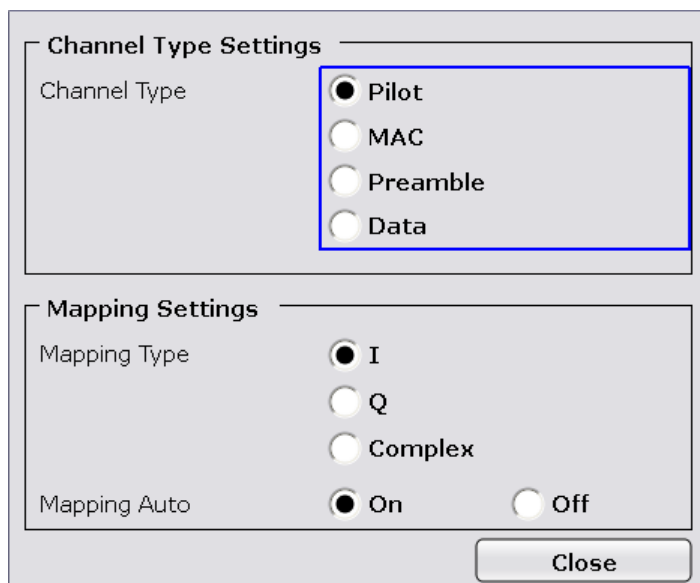 Channel Type Settings
Channel Type
Pilot
MAC
Preamble
Data
Mapping Settings
Mapping Type
I
Q
Complex
Mapping Auto
On
Off
Close